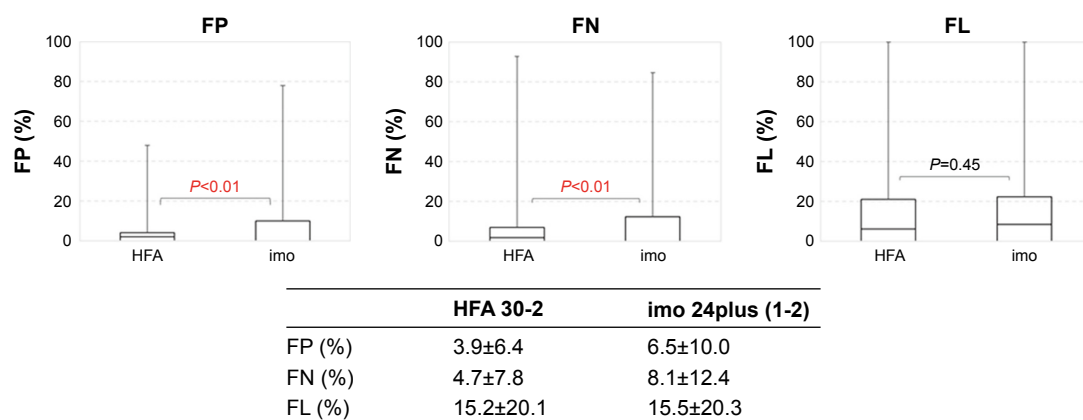 FP
FP (%)
100
80
60
40
20
0
P<0.01
HFA
imo
FN
FN (%)
100
80
60
40
20
0
P<0.01
HFA
imo
FL
FL (%)
100
80
60
40
20
0
P=0.45
HFA
imo
HFA 30-2 imo 24plus (1-2)
FP (%) 3.9±6.4 6.5±10.0
FN (%) 4.7±7.8 8.1±12.4
FL (%) 15.2±20.1 15.5±20.3